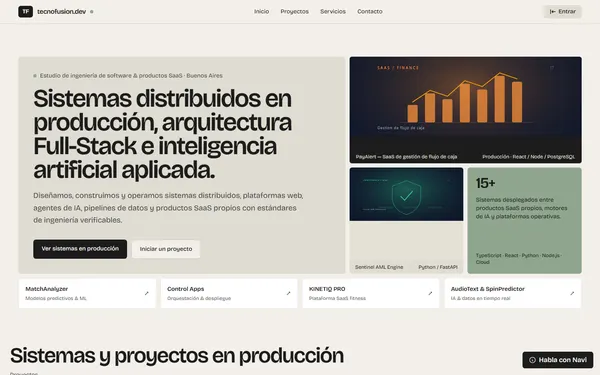 TF tecnofusion.dev
Inicio Proyectos Servicios Contacto
Entrar
Estudio de ingeniería de software & productos SaaS · Buenos Aires
Sistemas distribuidos en
producción, arquitectura
Full-Stack e inteligencia
artificial aplicada.
Diseñamos, construimos y operamos sistemas distribuidos, plataformas web,
agentes de IA, pipelines de datos y productos SaaS propios con estándares
de ingeniería verificables.
Ver sistemas en producción
Iniciar un proyecto
SAAS | FINANCE
Gestion de flujo de caja
PayAlert — SaaS de gestión de flujo de caja
Producción · React / Node / PostgreSQL
Sentinel AML Engine
Python / FastAPI
15+
Sistemas desplegados entre
productos SaaS propios, motores
de IA y plataformas operativas.
TypeScript · React · Python · Node.js ·
Cloud
MatchAnalyzer
Modelos predictivos & ML
Control Apps
Orquestación & despliegue
KINETIQ PRO
Plataforma SaaS fitness
AudioText & SpinPredictor
IA & datos en tiempo real
Sistemas y proyectos en producción
Habla con Navi